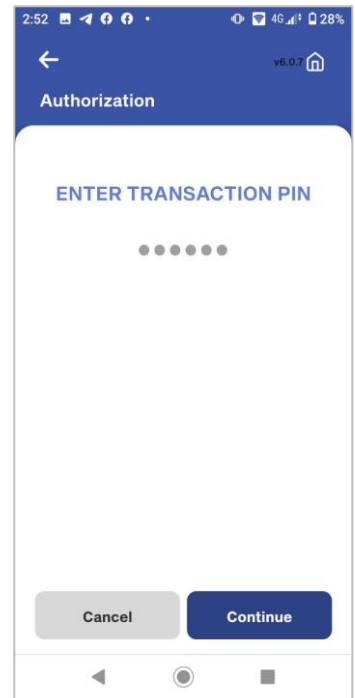 2:52 4G 28%
v6.0.7
Authorization
ENTER TRANSACTION PIN
Cancel Continue